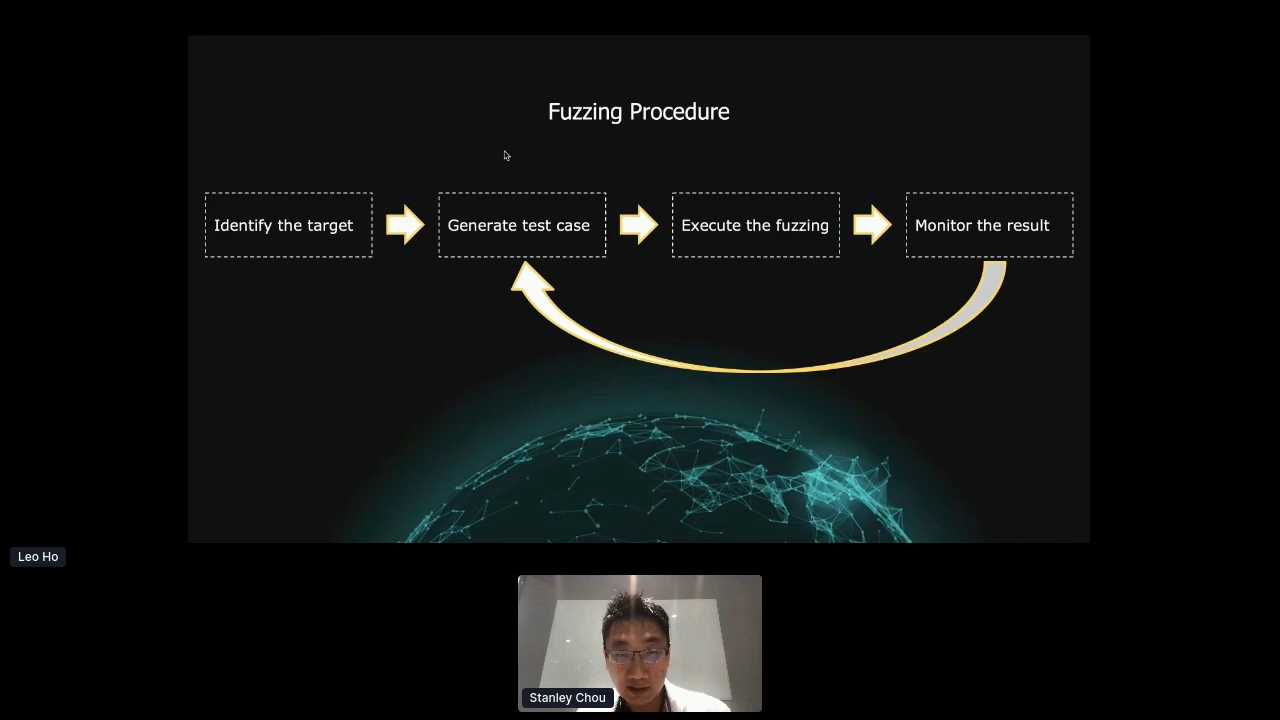 Fuzzing Procedure
Identify the target
Generate test case
Execute the fuzzing
Monitor the result
Leo Ho
Stanley Chou